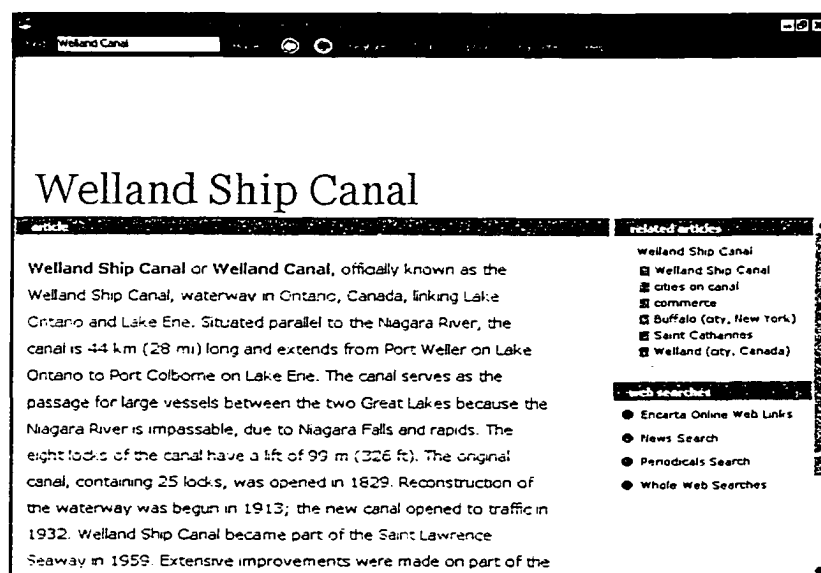 Welland Canal
Welland Ship Canal
article
Welland Ship Canal or Welland Canal, officially known as the
Welland Ship Canal, waterway in Ontario, Canada, linking Lake
Ontario and Lake Erie. Situated parallel to the Niagara River, the
canal is 44 km (28 mi) long and extends from Port Weller on Lake
Ontario to Port Colborne on Lake Erie. The canal serves as the
passage for large vessels between the two Great Lakes because the
Niagara River is impassable, due to Niagara Falls and rapids. The
eight locks of the canal have a lift of 99 m (326 ft). The original
canal, containing 25 locks, was opened in 1829. Reconstruction of
the waterway was begun in 1913; the new canal opened to traffic in
1932. Welland Ship Canal became part of the Saint Lawrence
Seaway in 1959. Extensive improvements were made on part of the
related articles
Welland Ship Canal
Welland Ship Canal
cities on canal
commerce
Buffalo (city, New York)
Saint Catharines
Welland (city, Canada)
web searches
Encarta Online Web Links
News Search
Periodicals Search
Whole Web Searches